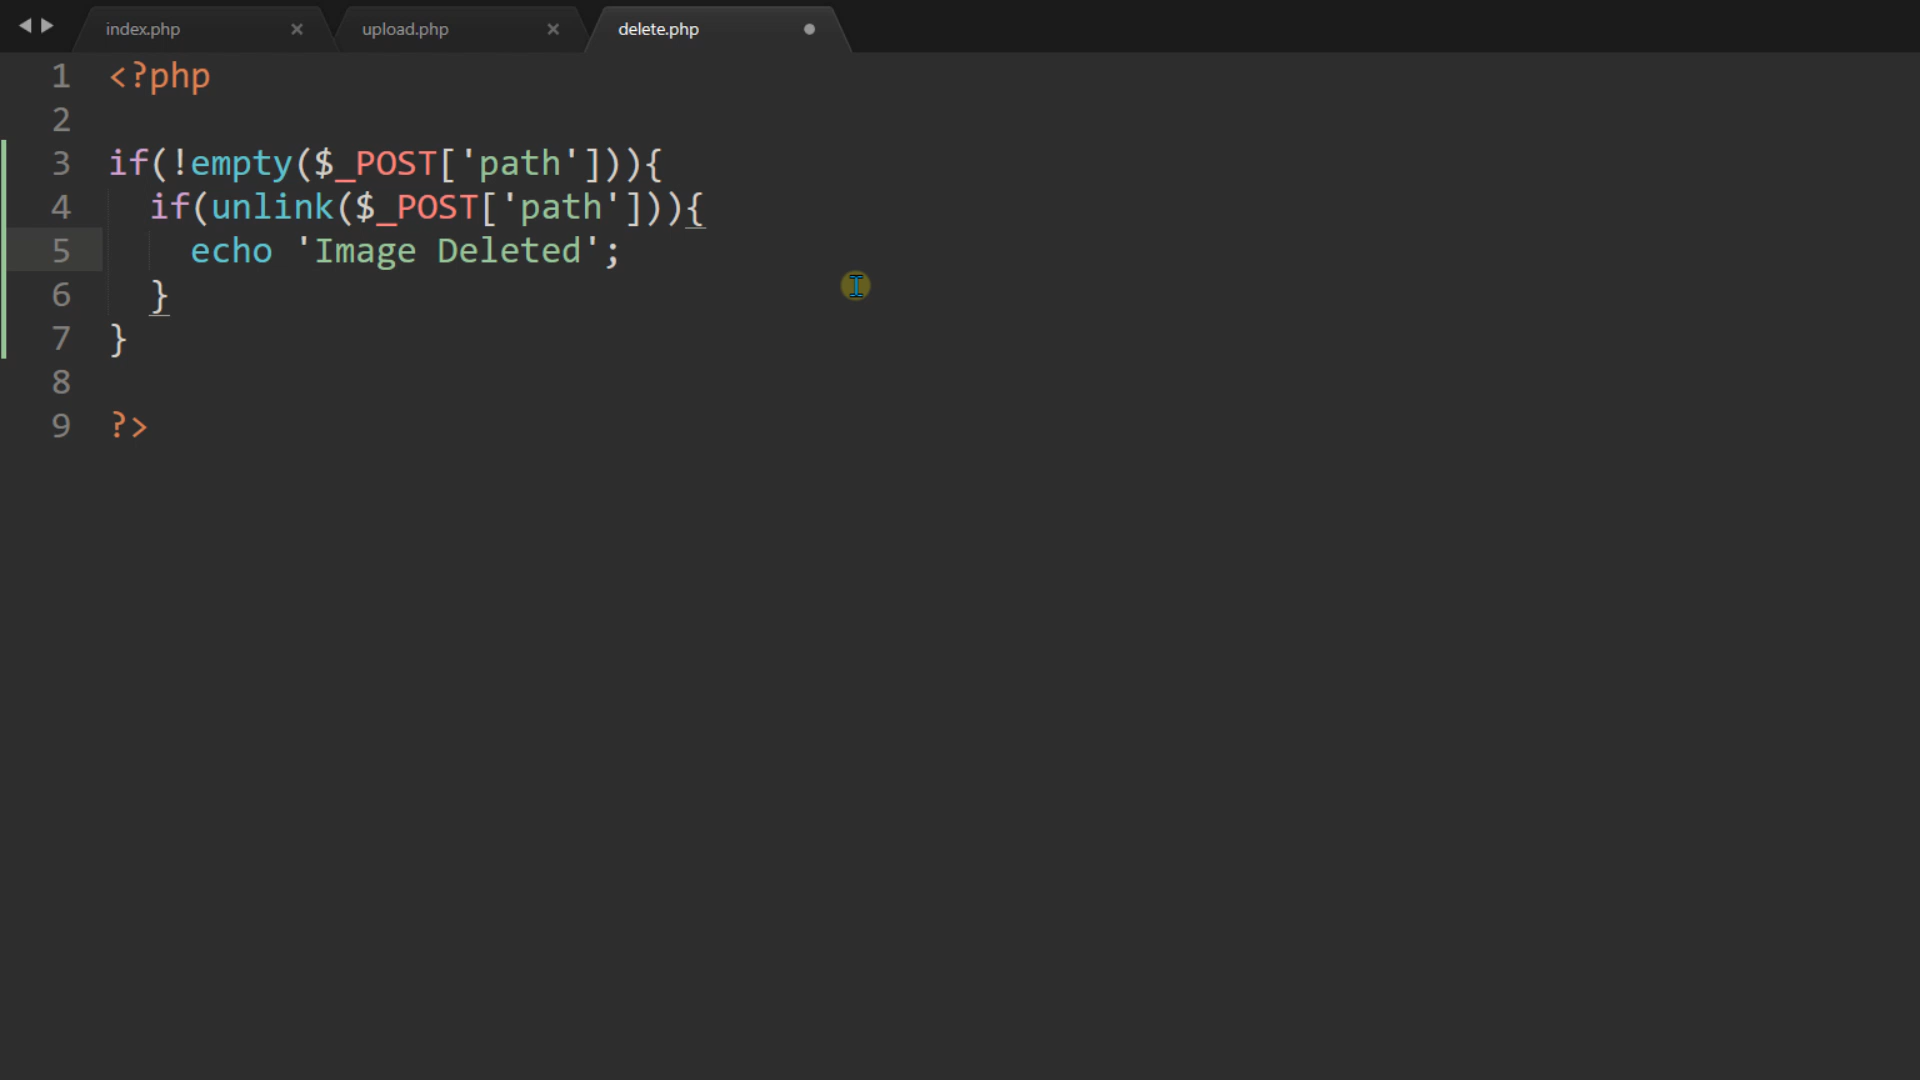 index.php × upload.php × delete.php
1 <?php
2
3 if(!empty($_POST['path'])){
4   if(unlink($_POST['path'])){
5     echo 'Image Deleted';
6   }
7 }
8
9 ?>